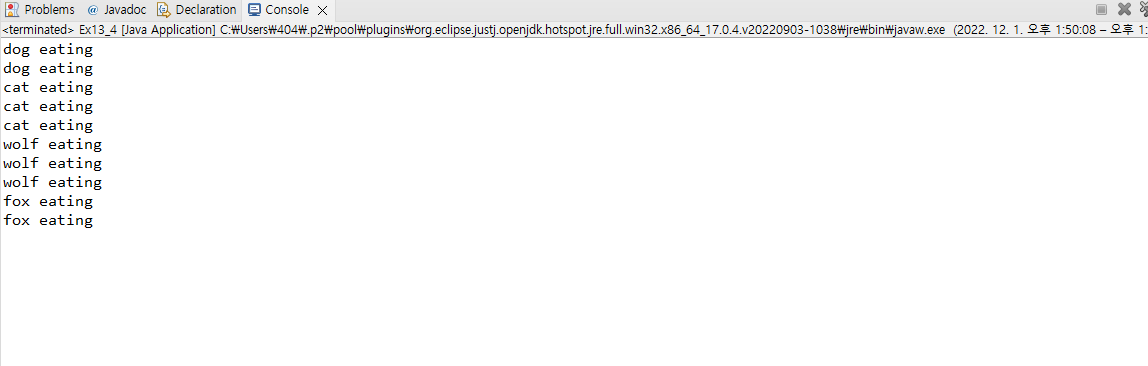 Problems @ Javadoc Declaration Console
<terminated> Ex13_4 [Java Application] C:₩Users₩404₩.p2₩pool₩plugins₩org.eclipse.justj.openjdk.hotspot.jre.full.win32.x86_64_17.0.4.v20220903-1038₩jre₩bin₩javaw.exe (2022. 12. 1. 오후 1:50:08 – 오후 1:
dog eating
dog eating
cat eating
cat eating
cat eating
wolf eating
wolf eating
wolf eating
fox eating
fox eating